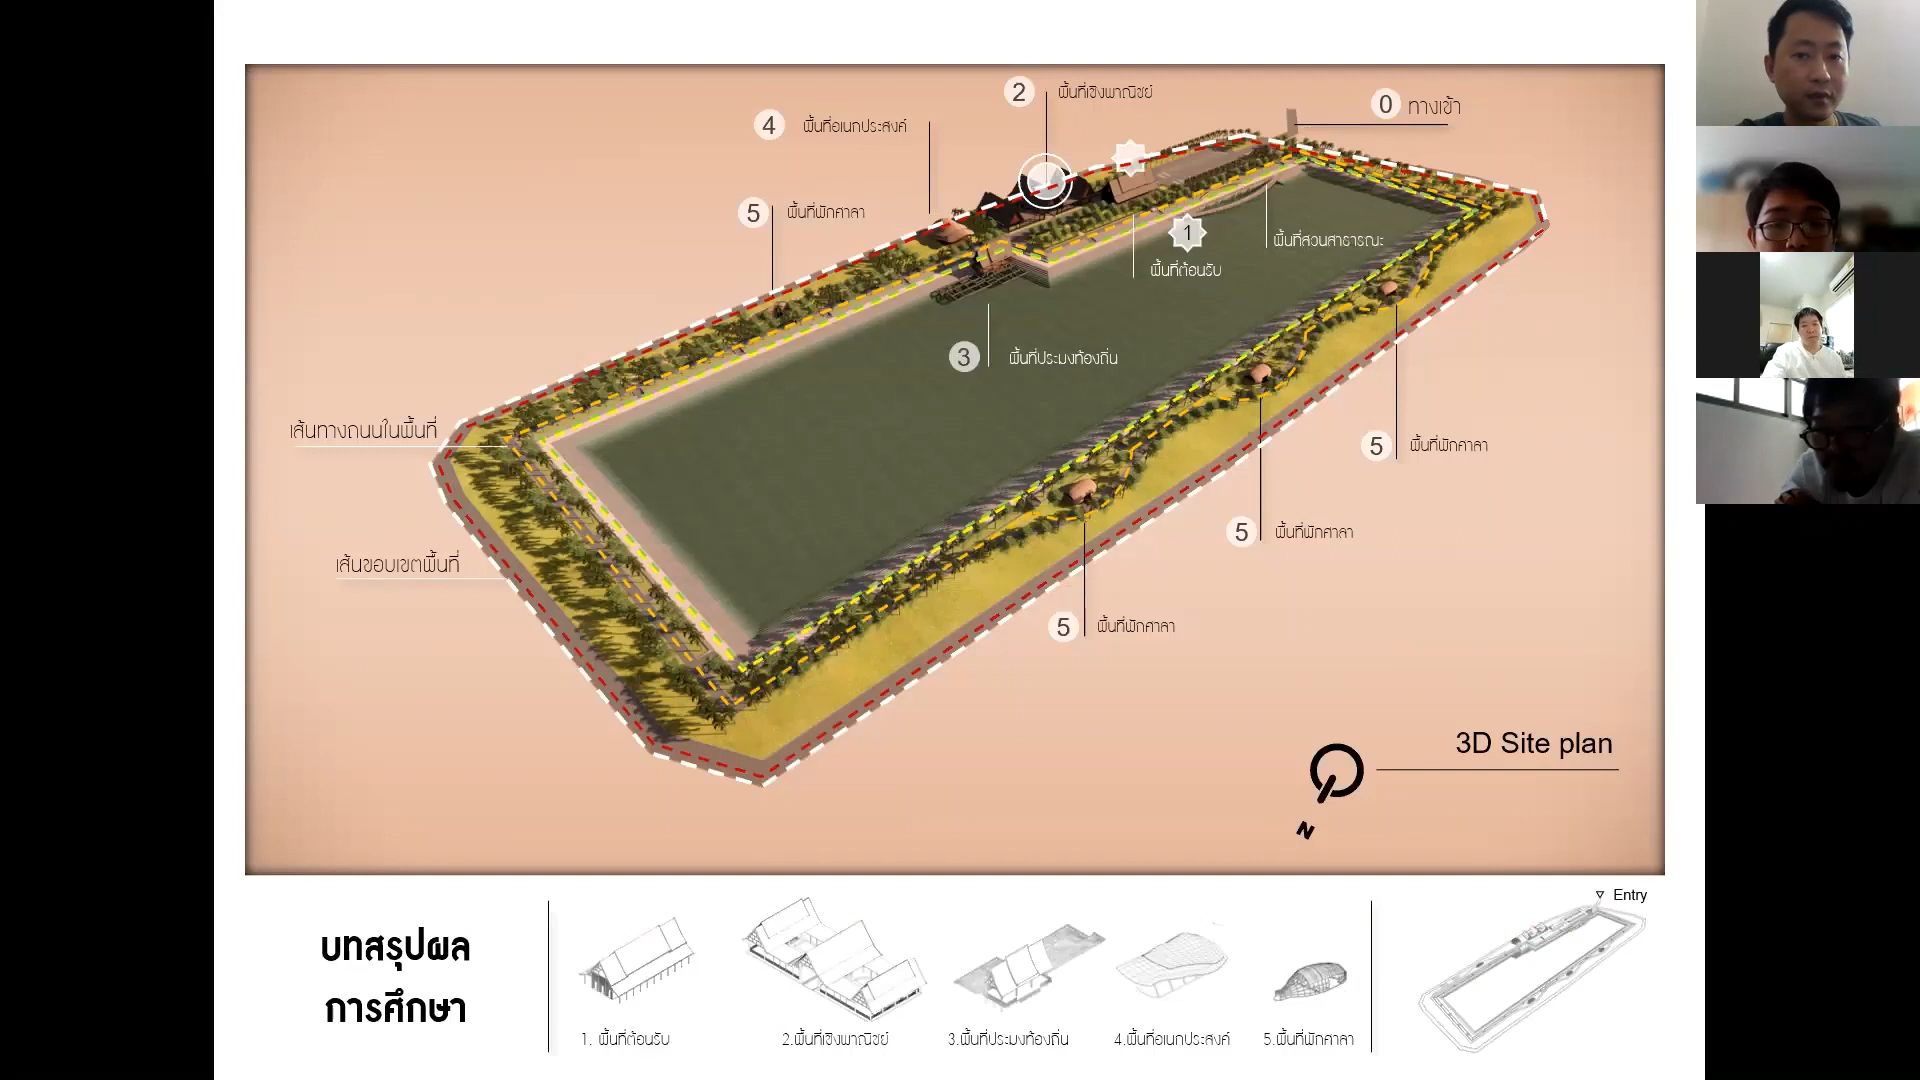 2 พื้นที่เชิงพาณิชย์
0 ทางเข้า
4 พื้นที่อเนกประสงค์
5 พื้นที่พักศาลา
1
พื้นที่สวนสาธารณะ
พื้นที่ต้อนรับ
3 พื้นที่ประมงท้องถิ่น
เส้นทางถนนในพื้นที่
5 พื้นที่พักศาลา
5 พื้นที่พักศาลา
เส้นขอบเขตพื้นที่
5 พื้นที่พักศาลา
3D Site plan
N
Entry
บทสรุปผล
การศึกษา
1. พื้นที่ต้อนรับ
2.พื้นที่เชิงพาณิชย์
3.พื้นที่ประมงท้องถิ่น
4.พื้นที่อเนกประสงค์
5.พื้นที่พักศาลา